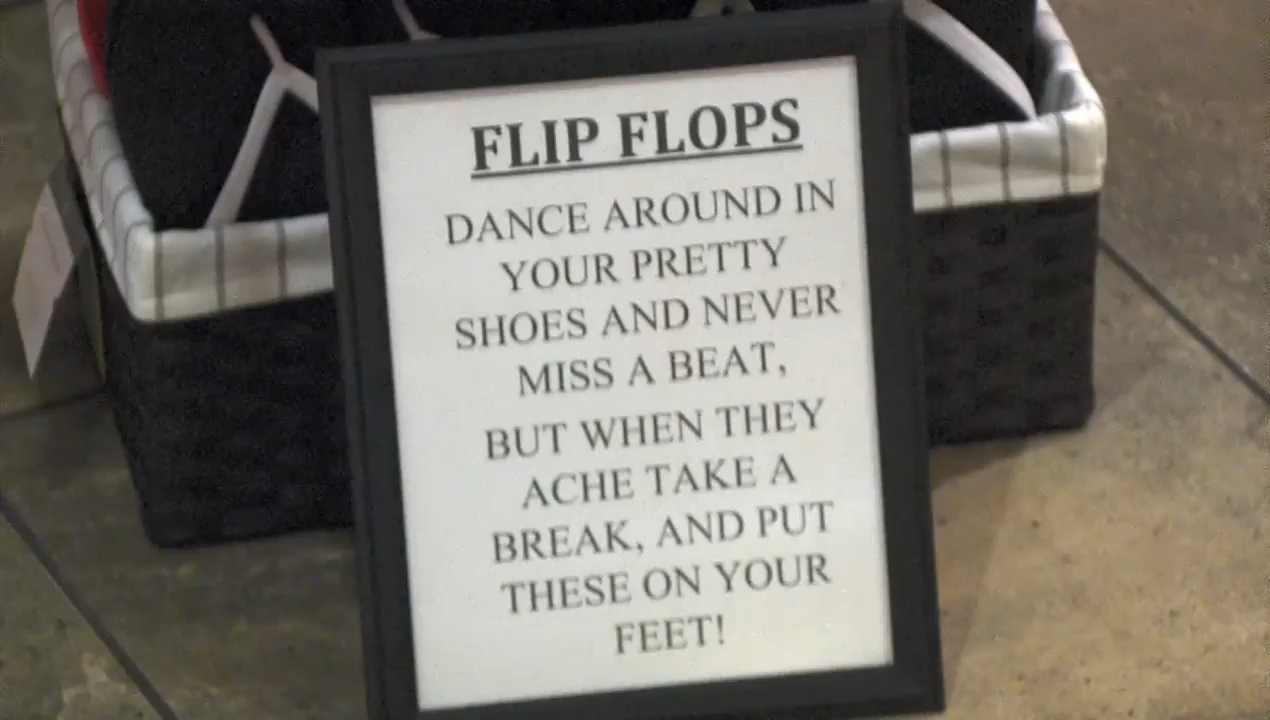 FLIP FLOPS
DANCE AROUND IN
YOUR PRETTY
SHOES AND NEVER
MISS A BEAT,
BUT WHEN THEY
ACHE TAKE A
BREAK, AND PUT
THESE ON YOUR
FEET!